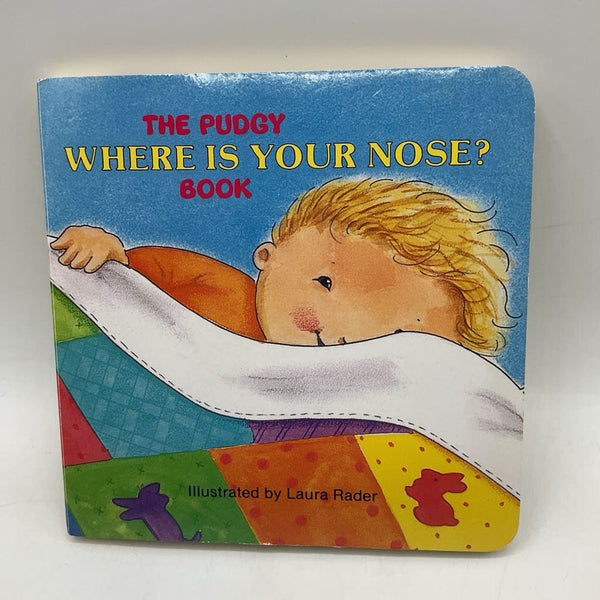 THE PUDGY
WHERE IS YOUR NOSE?
BOOK
Illustrated by Laura Rader